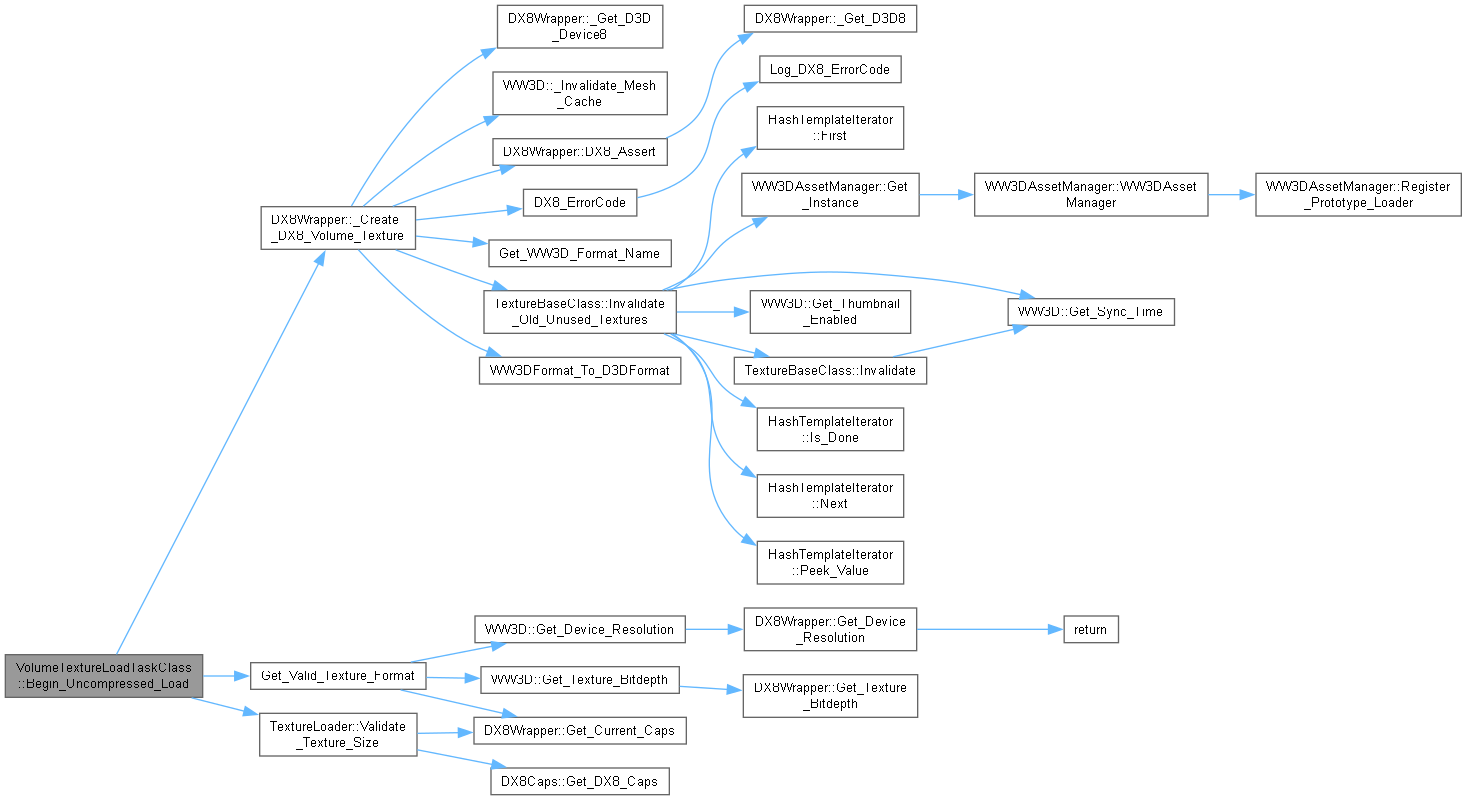 DX8Wrapper::_Get_D3D
_Device8
DX8Wrapper::_Get_D3D8
Log_DX8_ErrorCode
WW3D::_Invalidate_Mesh
_Cache
HashTemplateIterator
::First
DX8Wrapper::DX8_Assert
WW3DAssetManager::Get
_Instance
WW3DAssetManager::WW3DAsset
Manager
WW3DAssetManager::Register
_Prototype_Loader
DX8_ErrorCode
DX8Wrapper::_Create
_DX8_Volume_Texture
Get_WW3D_Format_Name
TextureBaseClass::Invalidate
_Old_Unused_Textures
WW3D::Get_Thumbnail
_Enabled
WW3D::Get_Sync_Time
WW3DFormat_To_D3DFormat
TextureBaseClass::Invalidate
HashTemplateIterator
::Is_Done
HashTemplateIterator
::Next
HashTemplateIterator
::Peek_Value
WW3D::Get_Device_Resolution
DX8Wrapper::Get_Device
_Resolution
return
VolumeTextureLoadTaskClass
::Begin_Uncompressed_Load
Get_Valid_Texture_Format
WW3D::Get_Texture_Bitdepth
DX8Wrapper::Get_Texture
_Bitdepth
TextureLoader::Validate
_Texture_Size
DX8Wrapper::Get_Current_Caps
DX8Caps::Get_DX8_Caps